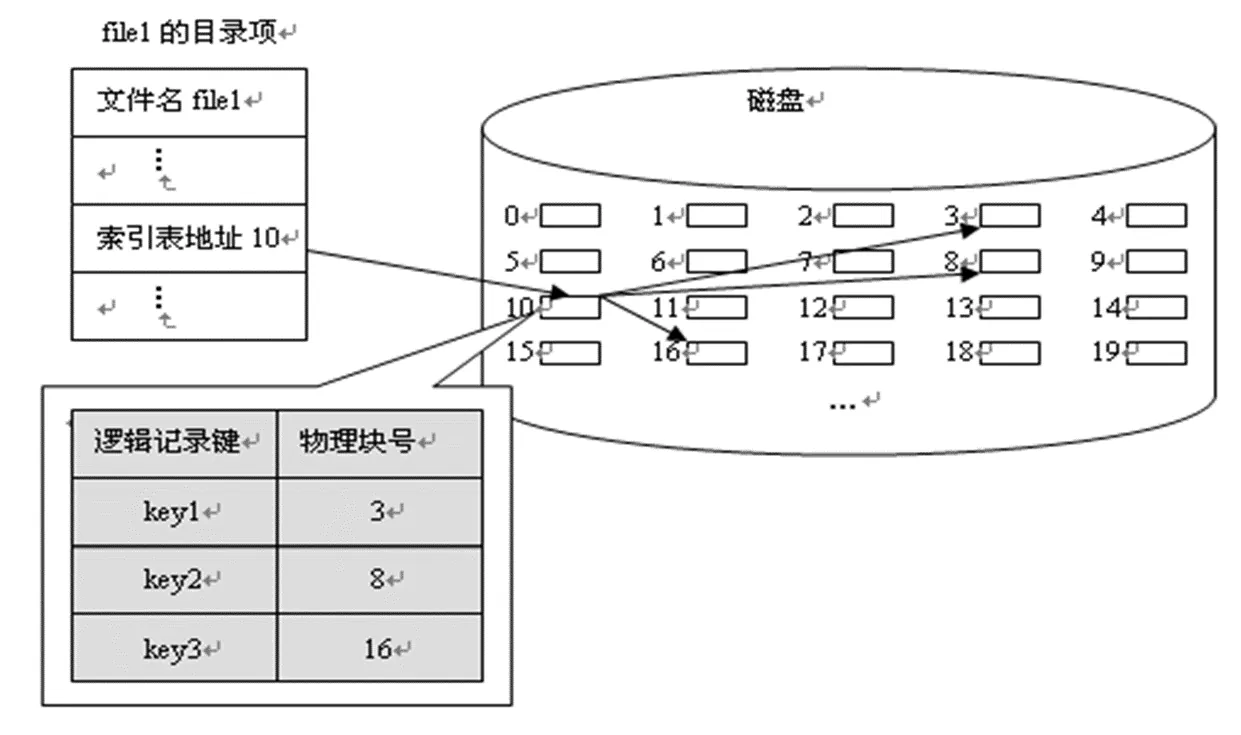 file1 的目录项↵
文件名 file1↵
↵ ⋮
索引表地址 10↵
↵ ⋮
磁盘↵
0↵ 1↵ 2↵ 3↵ 4↵
5↵ 6↵ 7↵ 8↵ 9↵
10↵ 11↵ 12↵ 13↵ 14↵
15↵ 16↵ 17↵ 18↵ 19↵
…↵
逻辑记录键↵ 物理块号↵
key1↵ 3↵
key2↵ 8↵
key3↵ 16↵